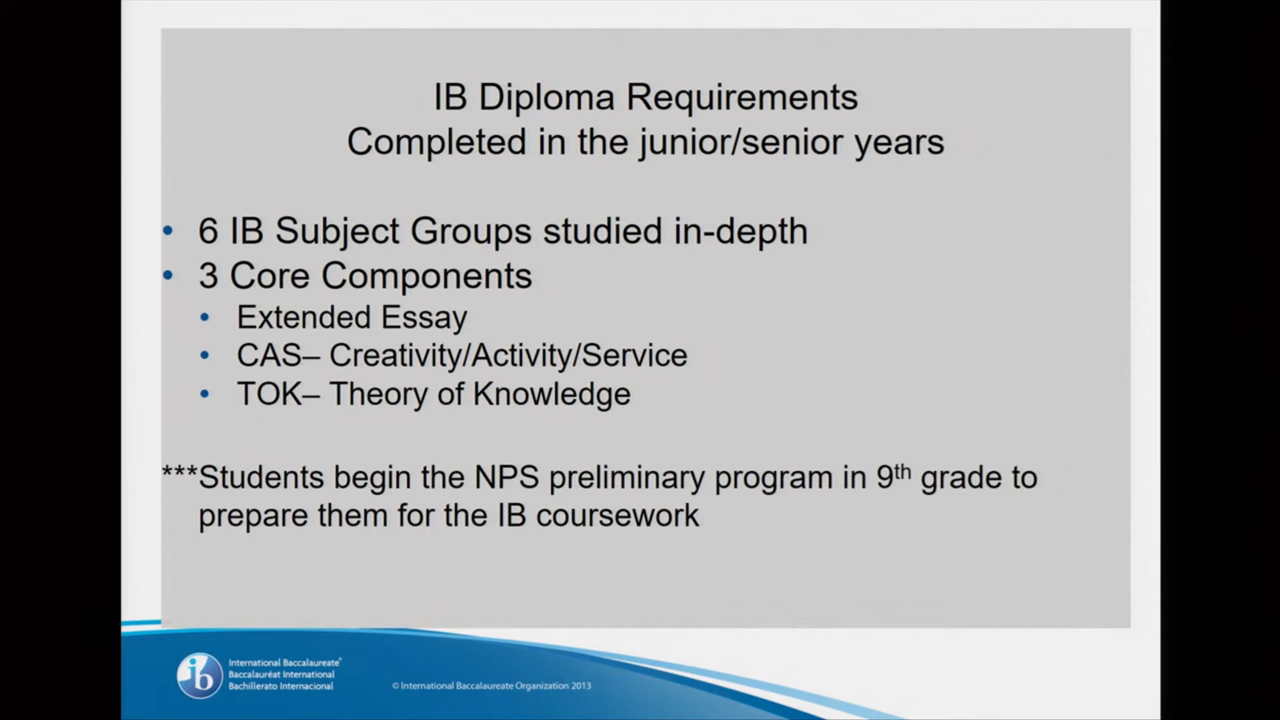 IB Diploma Requirements
Completed in the junior/senior years
• 6 IB Subject Groups studied in-depth
• 3 Core Components
• Extended Essay
• CAS– Creativity/Activity/Service
• TOK– Theory of Knowledge
***Students begin the NPS preliminary program in 9th grade to
prepare them for the IB coursework
ib
International Baccalaureate®
Baccalauréat International
Bachillerato Internacional
© International Baccalaureate Organization 2013